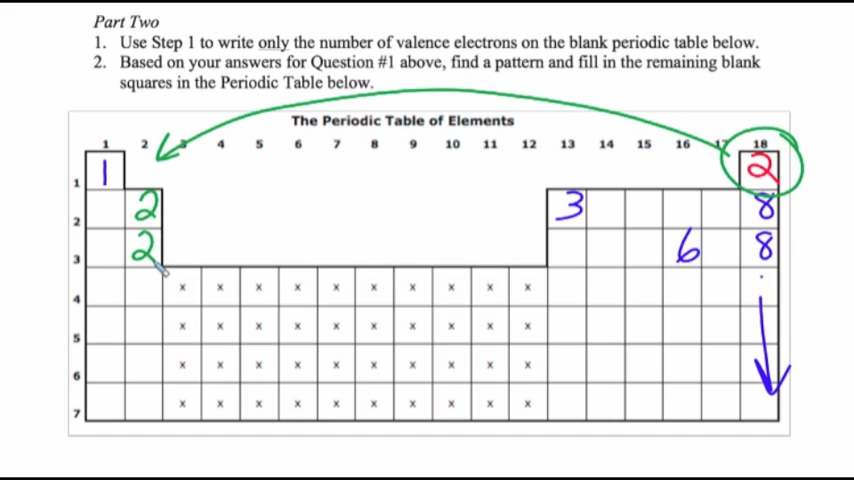 Part Two
1. Use Step 1 to write only the number of valence electrons on the blank periodic table below.
2. Based on your answers for Question #1 above, find a pattern and fill in the remaining blank
squares in the Periodic Table below.
The Periodic Table of Elements
1 2 3 4 5 6 7 8 9 10 11 12 13 14 15 16 17 18
1 1 2
2 2 3 8
3 2 6 8
4 x x x x x x x x x x
5 x x x x x x x x x x
6 x x x x x x x x x x
7 x x x x x x x x x x